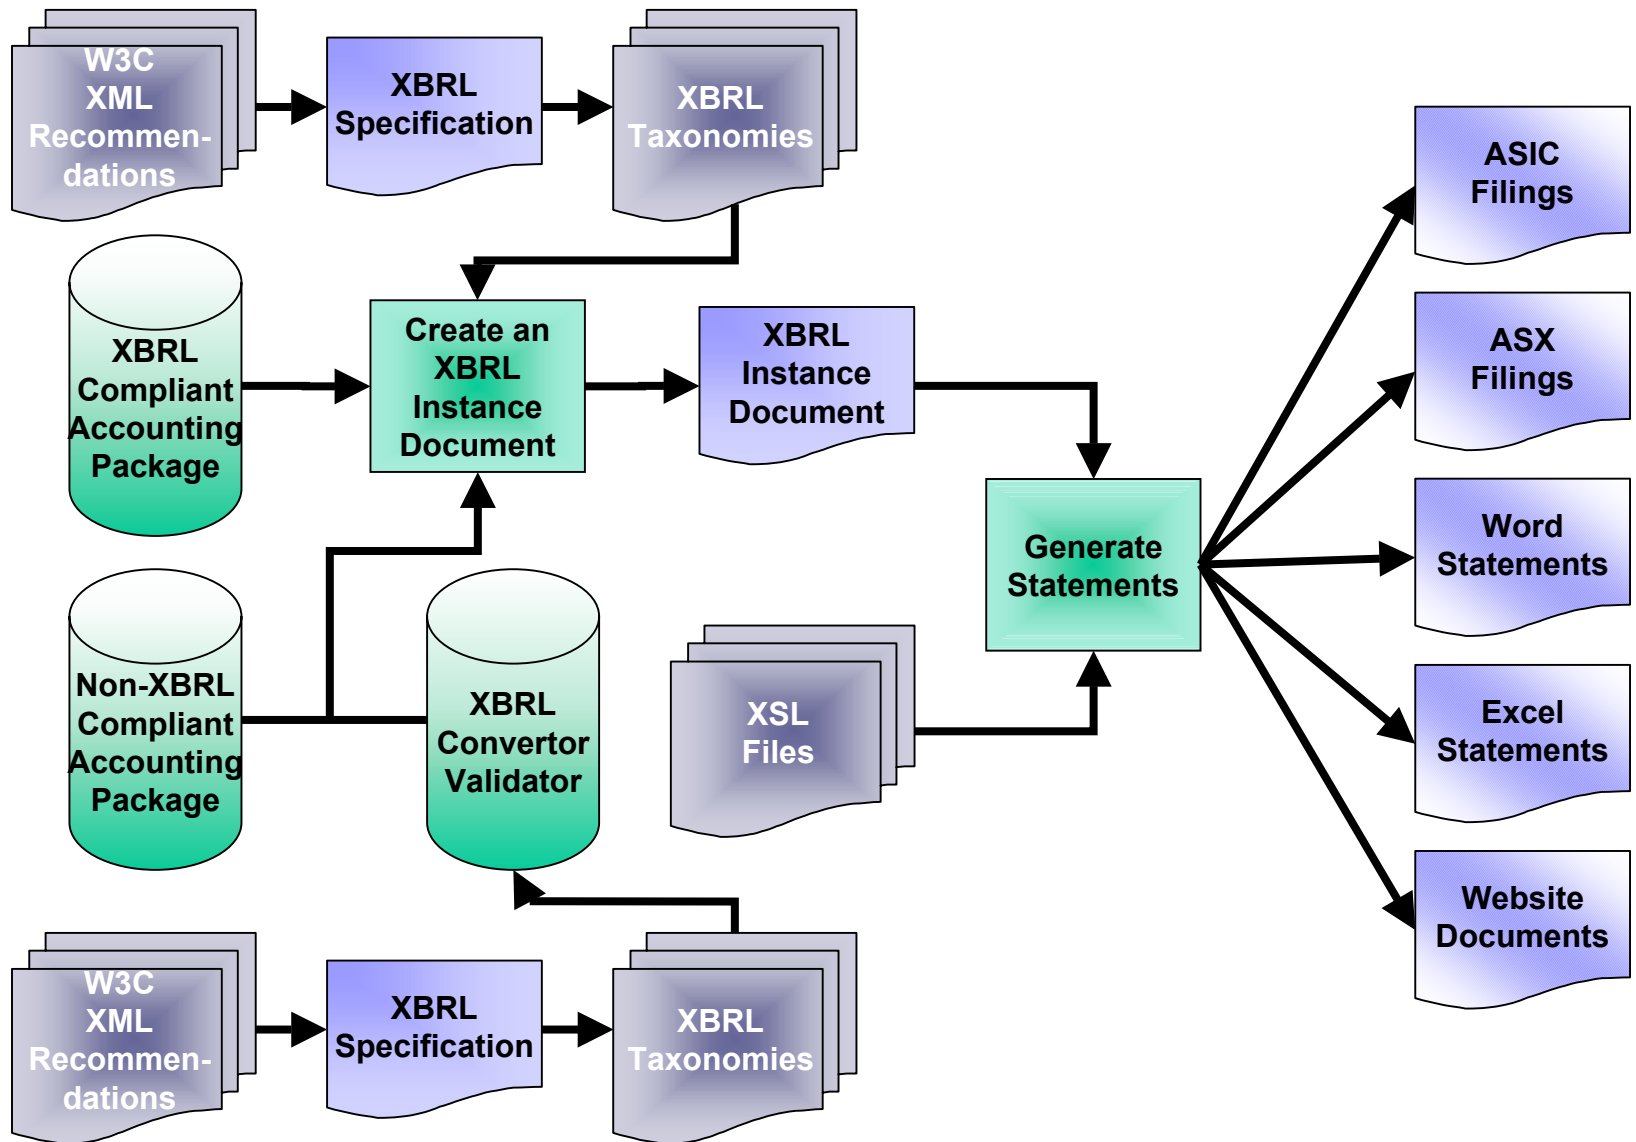 W3C
XML
Recommen-
dations
XBRL
Specification
XBRL
Taxonomies
ASIC
Filings
XBRL
Compliant
Accounting
Package
Create an
XBRL
Instance
Document
XBRL
Instance
Document
ASX
Filings
Generate
Statements
Word
Statements
Non-XBRL
Compliant
Accounting
Package
XBRL
Convertor
Validator
XSL
Files
Excel
Statements
Website
Documents
W3C
XML
Recommen-
dations
XBRL
Specification
XBRL
Taxonomies